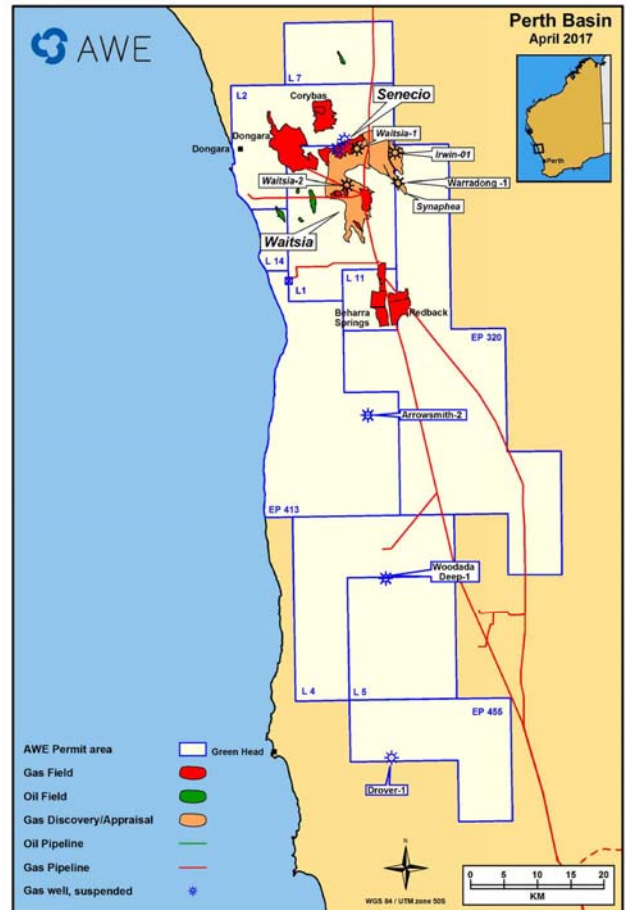 AWE
Perth Basin
April 2017
Perth
L 7
L2
Corybas
Senecio
Dongara
Dongara
Waitsia-1
Irwin-01
Waitsia-2
Warradong -1
Synaphea
Waitsia
L 14
L1
L 11
Beharra
Springs
Redback
EP 320
Arrowsmith-2
EP 413
Woodada
Deep-1
L 4
L 5
EP 455
Green Head
Drover-1
AWE Permit area
Gas Field
Oil Field
Gas Discovery/Appraisal
Oil Pipeline
Gas Pipeline
Gas well, suspended
N
WGS 84 / UTM zone 50S
0 5 10 15 20
KM